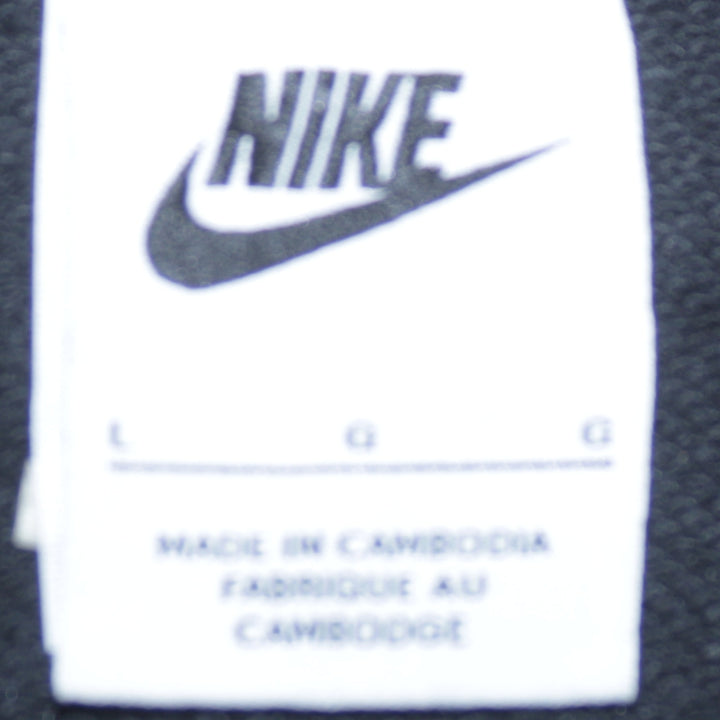 NIKE
L G G
MADE IN CAMBODIA
FABRIQUE AU
CAMBODGE